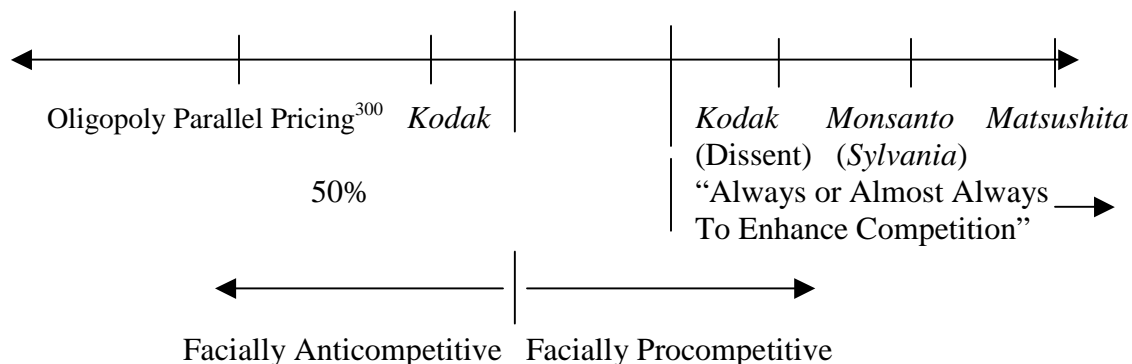 Oligopoly Parallel Pricing300 Kodak Kodak Monsanto Matsushita
(Dissent) (Sylvania)
50% “Always or Almost Always
To Enhance Competition”
Facially Anticompetitive Facially Procompetitive